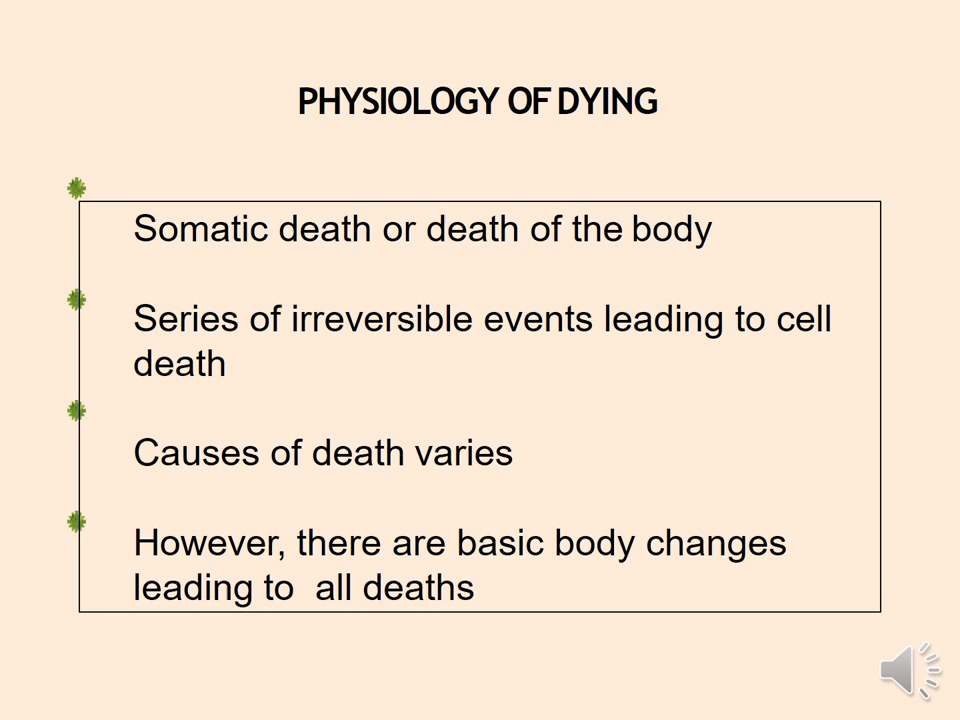 PHYSIOLOGY OF DYING
Somatic death or death of the body
Series of irreversible events leading to cell
death
Causes of death varies
However, there are basic body changes
leading to  all deaths